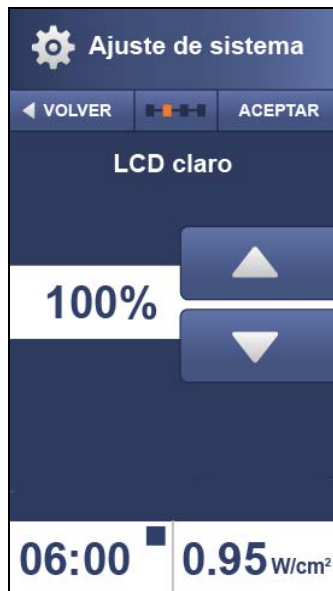 Ajuste de sistema
VOLVER ACEPTAR
LCD claro
100%
06:00 0.95 W/cm²